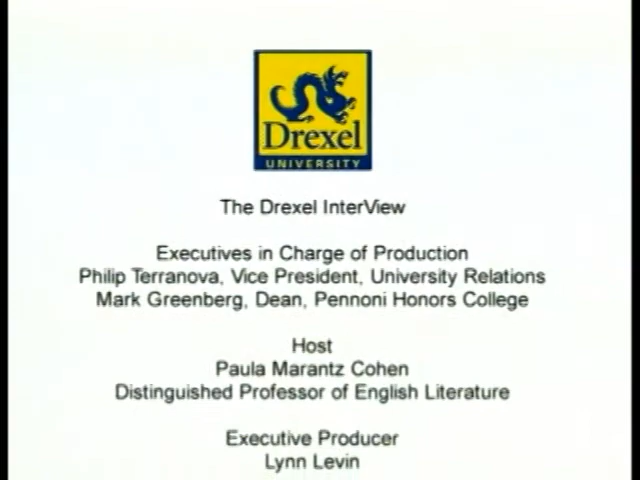 Drexel
UNIVERSITY
The Drexel InterView
Executives in Charge of Production
Philip Terranova, Vice President, University Relations
Mark Greenberg, Dean, Pennoni Honors College
Host
Paula Marantz Cohen
Distinguished Professor of English Literature
Executive Producer
Lynn Levin